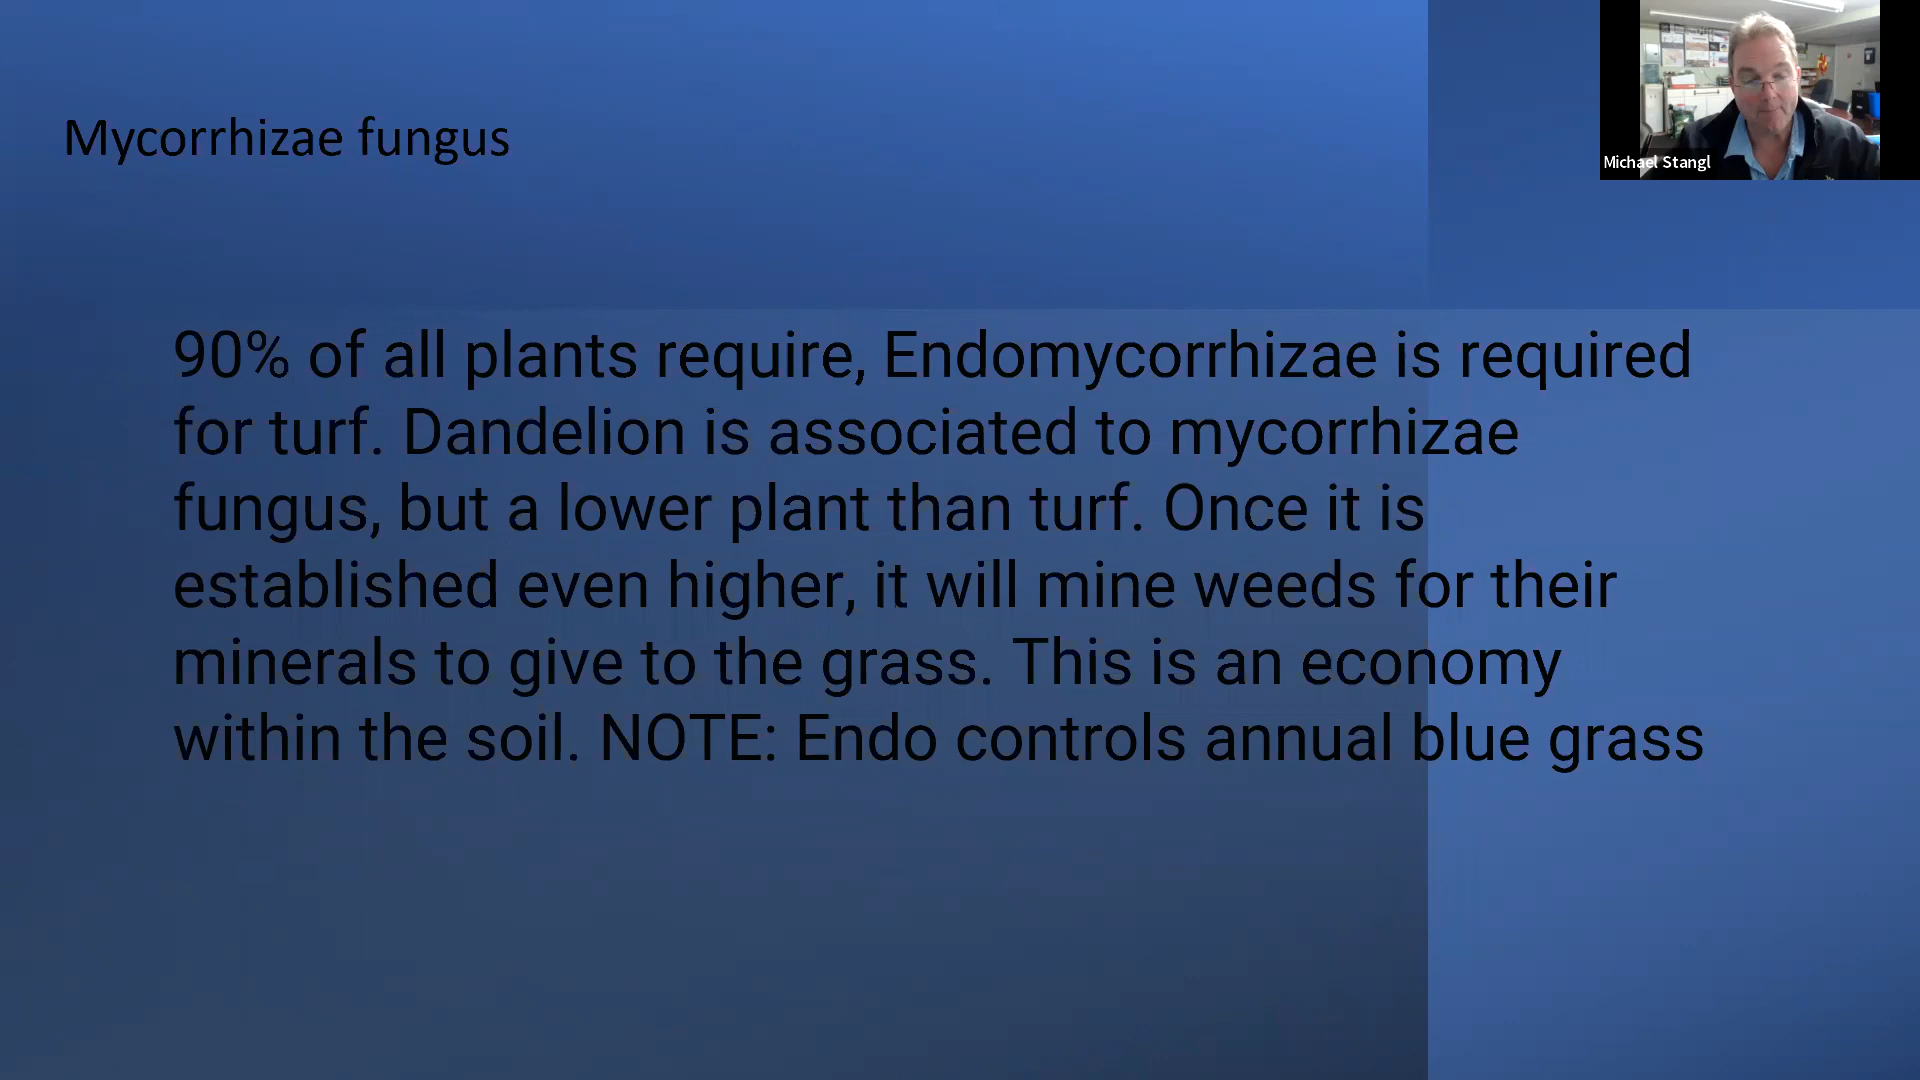 Mycorrhizae fungus
Michael Stangl
90% of all plants require, Endomycorrhizae is required
for turf. Dandelion is associated to mycorrhizae
fungus, but a lower plant than turf. Once it is
established even higher, it will mine weeds for their
minerals to give to the grass. This is an economy
within the soil. NOTE: Endo controls annual blue grass